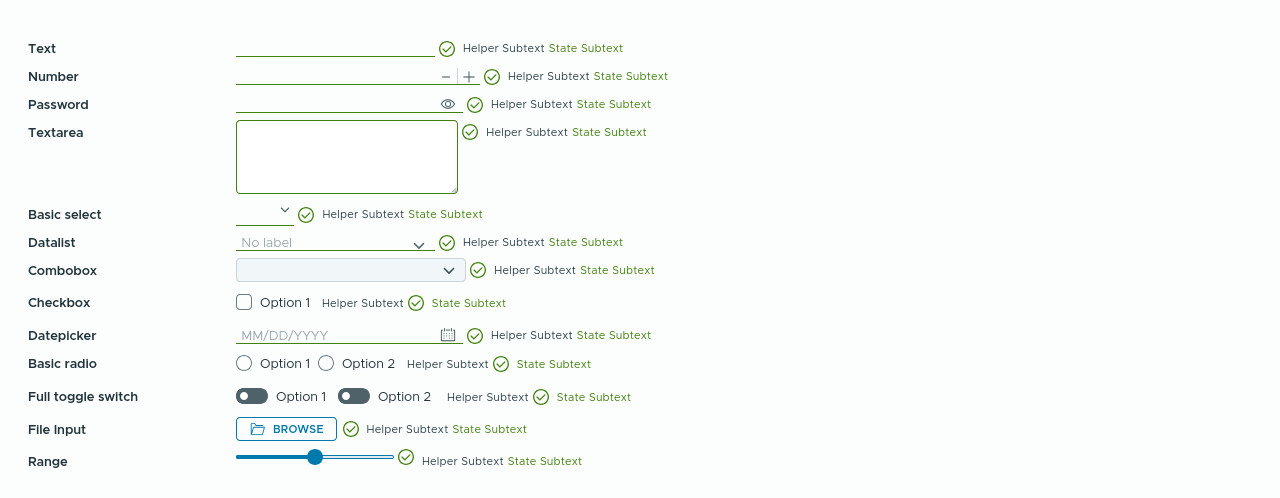 Text Helper Subtext State Subtext
Number Helper Subtext State Subtext
Password Helper Subtext State Subtext
Textarea Helper Subtext State Subtext
Basic select Helper Subtext State Subtext
Datalist No label Helper Subtext State Subtext
Combobox Helper Subtext State Subtext
Checkbox Option 1 Helper Subtext State Subtext
Datepicker MM/DD/YYYY Helper Subtext State Subtext
Basic radio Option 1 Option 2 Helper Subtext State Subtext
Full toggle switch Option 1 Option 2 Helper Subtext State Subtext
File Input BROWSE Helper Subtext State Subtext
Range Helper Subtext State Subtext